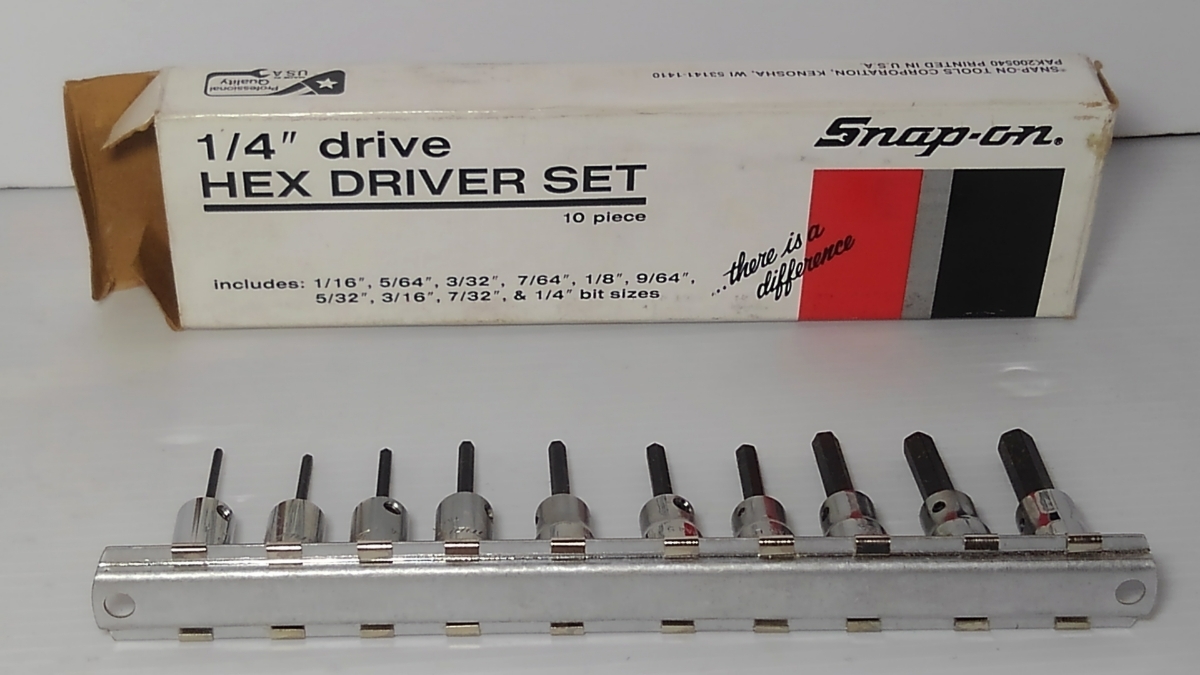 *SNAP-ON TOOLS CORPORATION, KENOSHA, WI 53141-1410
PAK200540 PRINTED IN U.S.A.
Professional
Quality
MADE IN
USA
1/4" drive
HEX DRIVER SET
10 piece
includes: 1/16", 5/64", 3/32", 7/64", 1/8", 9/64",
5/32", 3/16", 7/32", & 1/4" bit sizes
Snap-on®
...there is a
difference